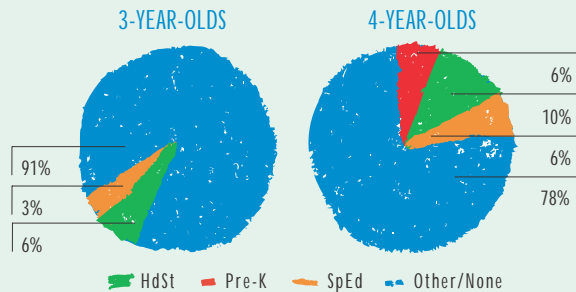 3-YEAR-OLDS
4-YEAR-OLDS
91%
3%
6%
6%
10%
6%
78%
HdSt Pre-K SpEd Other/None